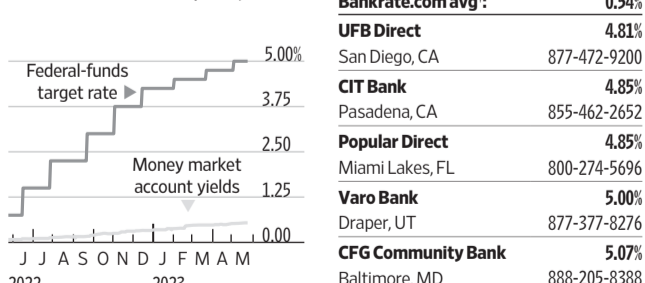 5.00%
Federal-funds
target rate
3.75
2.50
Money market
account yields
1.25
0.00
J J A S O N D J F M A M
2022 2023
Bankrate.com avg†: 0.54%
UFB Direct 4.81%
San Diego, CA 877-472-9200
CIT Bank 4.85%
Pasadena, CA 855-462-2652
Popular Direct 4.85%
Miami Lakes, FL 800-274-5696
Varo Bank 5.00%
Draper, UT 877-377-8276
CFG Community Bank 5.07%
Baltimore, MD 888-205-8388